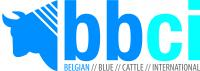 bbci
BELGIAN // BLUE // CATTLE // INTERNATIONAL